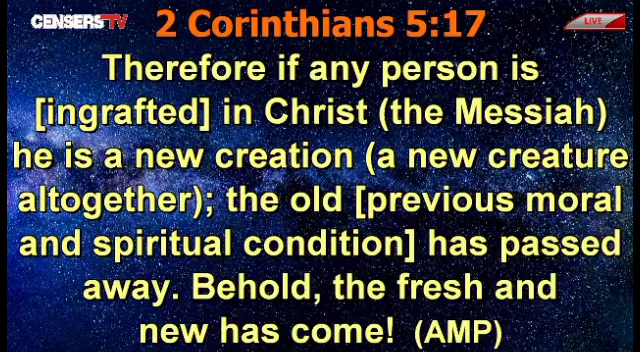 CENSERSTV
2 Corinthians 5:17
LIVE
Therefore if any person is
[ingrafted] in Christ (the Messiah)
he is a new creation (a new creature
altogether); the old [previous moral
and spiritual condition] has passed
away. Behold, the fresh and
new has come! (AMP)